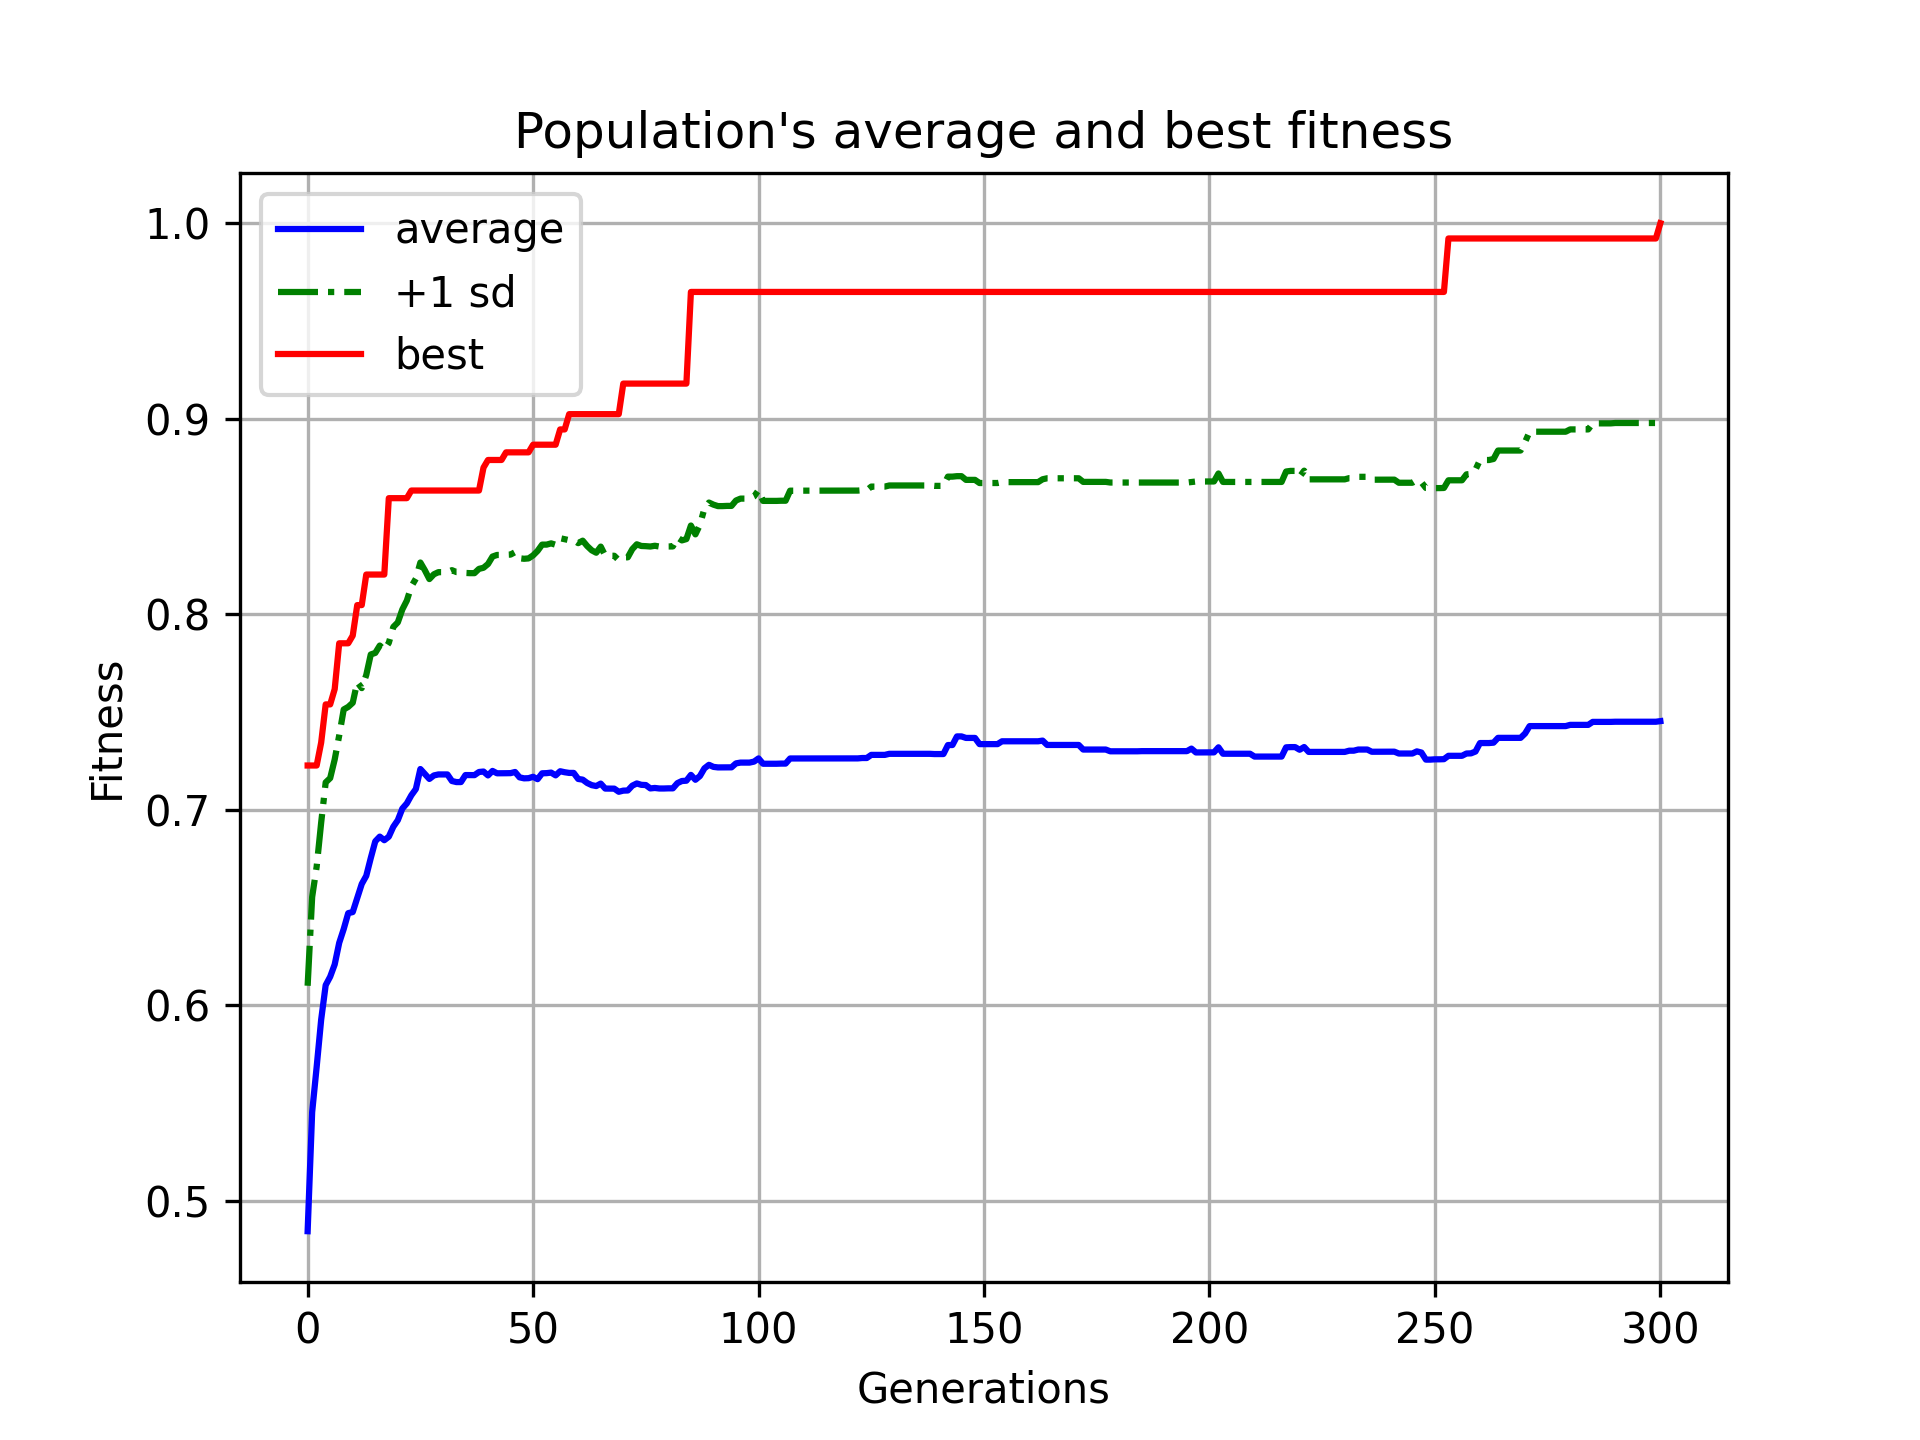 Population's average and best fitness
average
+1 sd
best
1.0
0.9
0.8
0.7
0.6
0.5
Fitness
0 50 100 150 200 250 300
Generations